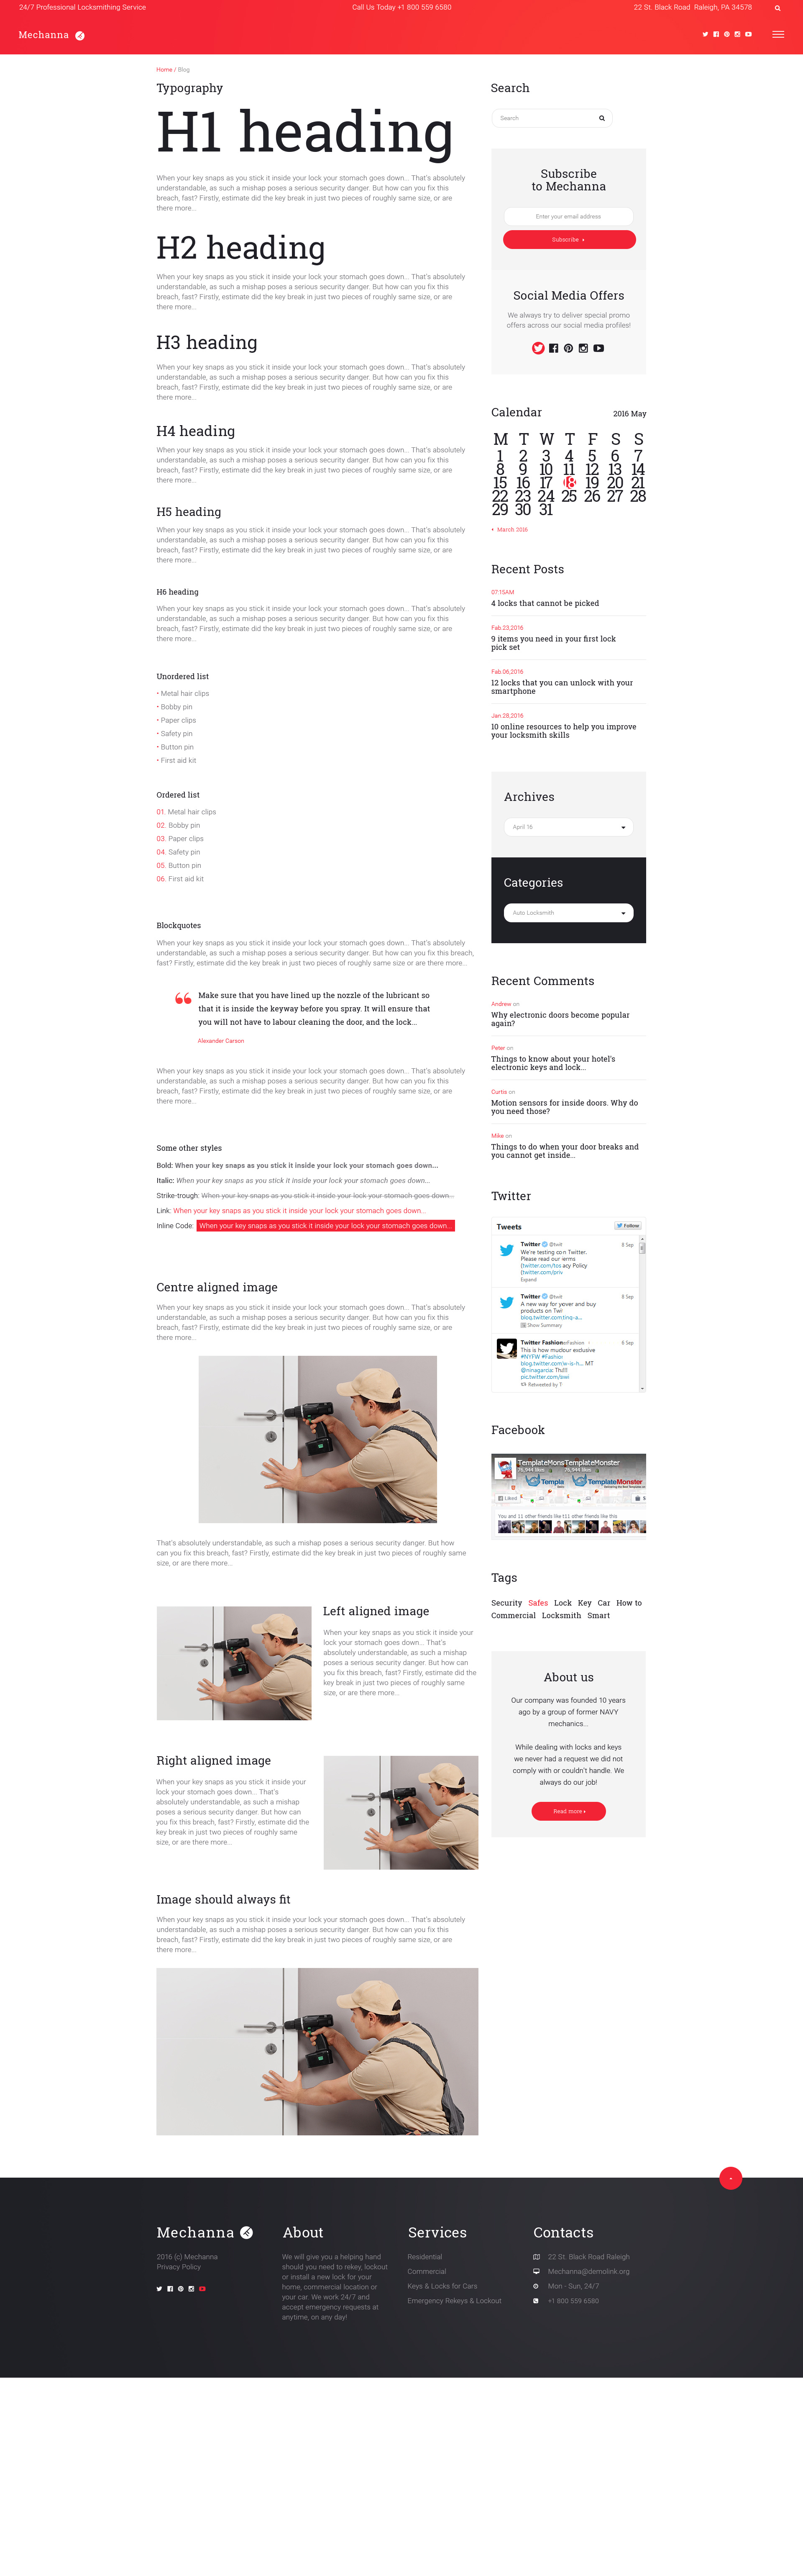 24/7 Professional Locksmithing Service
Call Us Today +1 800 559 6580
22 St. Black Road Raleigh, PA 34578
Mechanna
Home / Blog
Typography
H1 heading
When your key snaps as you stick it inside your lock your stomach goes down... That's absolutely
understandable, as such a mishap poses a serious security danger. But how can you fix this
breach, fast? Firstly, estimate did the key break in just two pieces of roughly same size, or are
there more...
H2 heading
When your key snaps as you stick it inside your lock your stomach goes down... That's absolutely
understandable, as such a mishap poses a serious security danger. But how can you fix this
breach, fast? Firstly, estimate did the key break in just two pieces of roughly same size, or are
there more...
H3 heading
When your key snaps as you stick it inside your lock your stomach goes down... That's absolutely
understandable, as such a mishap poses a serious security danger. But how can you fix this
breach, fast? Firstly, estimate did the key break in just two pieces of roughly same size, or are
there more...
H4 heading
When your key snaps as you stick it inside your lock your stomach goes down... That's absolutely
understandable, as such a mishap poses a serious security danger. But how can you fix this
breach, fast? Firstly, estimate did the key break in just two pieces of roughly same size, or are
there more...
H5 heading
When your key snaps as you stick it inside your lock your stomach goes down... That's absolutely
understandable, as such a mishap poses a serious security danger. But how can you fix this
breach, fast? Firstly, estimate did the key break in just two pieces of roughly same size, or are
there more...
H6 heading
When your key snaps as you stick it inside your lock your stomach goes down... That's absolutely
understandable, as such a mishap poses a serious security danger. But how can you fix this
breach, fast? Firstly, estimate did the key break in just two pieces of roughly same size, or are
there more...
Unordered list
• Metal hair clips
• Bobby pin
• Paper clips
• Safety pin
• Button pin
• First aid kit
Ordered list
01. Metal hair clips
02. Bobby pin
03. Paper clips
04. Safety pin
05. Button pin
06. First aid kit
Blockquotes
When your key snaps as you stick it inside your lock your stomach goes down... That's absolutely
understandable, as such a mishap poses a serious security danger. But how can you fix this breach,
fast? Firstly, estimate did the key break in just two pieces of roughly same size or are there more...
Make sure that you have lined up the nozzle of the lubricant so
that it is inside the keyway before you spray. It will ensure that
you will not have to labour cleaning the door, and the lock...
Alexander Carson
When your key snaps as you stick it inside your lock your stomach goes down... That's absolutely
understandable, as such a mishap poses a serious security danger. But how can you fix this
breach, fast? Firstly, estimate did the key break in just two pieces of roughly same size, or are
there more...
Some other styles
Bold: When your key snaps as you stick it inside your lock your stomach goes down...
Italic: When your key snaps as you stick it inside your lock your stomach goes down...
Strike-trough: When your key snaps as you stick it inside your lock your stomach goes down...
Link: When your key snaps as you stick it inside your lock your stomach goes down...
Inline Code: When your key snaps as you stick it inside your lock your stomach goes down...
Centre aligned image
When your key snaps as you stick it inside your lock your stomach goes down... That's absolutely
understandable, as such a mishap poses a serious security danger. But how can you fix this
breach, fast? Firstly, estimate did the key break in just two pieces of roughly same size, or are
there more...
That's absolutely understandable, as such a mishap poses a serious security danger. But how
can you fix this breach, fast? Firstly, estimate did the key break in just two pieces of roughly same
size, or are there more...
Left aligned image
When your key snaps as you stick it inside your
lock your stomach goes down... That's
absolutely understandable, as such a mishap
poses a serious security danger. But how can
you fix this breach, fast? Firstly, estimate did the
key break in just two pieces of roughly same
size, or are there more...
Right aligned image
When your key snaps as you stick it inside your
lock your stomach goes down... That's
absolutely understandable, as such a mishap
poses a serious security danger. But how can
you fix this breach, fast? Firstly, estimate did the
key break in just two pieces of roughly same
size, or are there more...
Image should always fit
When your key snaps as you stick it inside your lock your stomach goes down... That's absolutely
understandable, as such a mishap poses a serious security danger. But how can you fix this
breach, fast? Firstly, estimate did the key break in just two pieces of roughly same size, or are
there more...
Search
Search
Subscribe
to Mechanna
Enter your email address
Subscribe
Social Media Offers
We always try to deliver special promo
offers across our social media profiles!
Calendar 2016 May
M T W T F S S
1 2 3 4 5 6 7
8 9 10 11 12 13 14
15 16 17 18 19 20 21
22 23 24 25 26 27 28
29 30 31
March 2016
Recent Posts
07:15AM
4 locks that cannot be picked
Fab.23,2016
9 items you need in your first lock
pick set
Fab.06,2016
12 locks that you can unlock with your
smartphone
Jan.28,2016
10 online resources to help you improve
your locksmith skills
Archives
April 16
Categories
Auto Locksmith
Recent Comments
Andrew on
Why electronic doors become popular
again?
Peter on
Things to know about your hotel's
electronic keys and lock...
Curtis on
Motion sensors for inside doors. Why do
you need those?
Mike on
Things to do when your door breaks and
you cannot get inside...
Twitter
Tweets Follow
Twitter @twit 8 Sep
We're testing con Twitter.
Please read our terms
(twitter.com/tos acy Policy
(twitter.com/priv
Expand
Twitter @twit 8 Sep
A new way for yover and buy
products on Twi
blog.twitter.com
Show Summary
Twitter Fashion 6 Sep
This is how mud our exclusive
#NYFW #Fashion
blog.twitter.com MT
@ninagarcia: Th
pic.twitter.com
Retweeted by T
Facebook
TemplateMonsTemplateMonster
76,944 likes 76,944 likes
Liked
TemplateMonster
You and 11 other friends like t11 other friends like this
Tags
Security Safes Lock Key Car How to
Commercial Locksmith Smart
About us
Our company was founded 10 years
ago by a group of former NAVY
mechanics...
While dealing with locks and keys
we never had a request we did not
comply with or couldn't handle. We
always do our job!
Read more
Mechanna
2016 (c) Mechanna
Privacy Policy
About
We will give you a helping hand
should you need to rekey, lockout
or install a new lock for your
home, commercial location or
your car. We work 24/7 and
accept emergency requests at
anytime, on any day!
Services
Residential
Commercial
Keys & Locks for Cars
Emergency Rekeys & Lockout
Contacts
22 St. Black Road Raleigh
Mechanna@demolink.org
Mon - Sun, 24/7
+1 800 559 6580